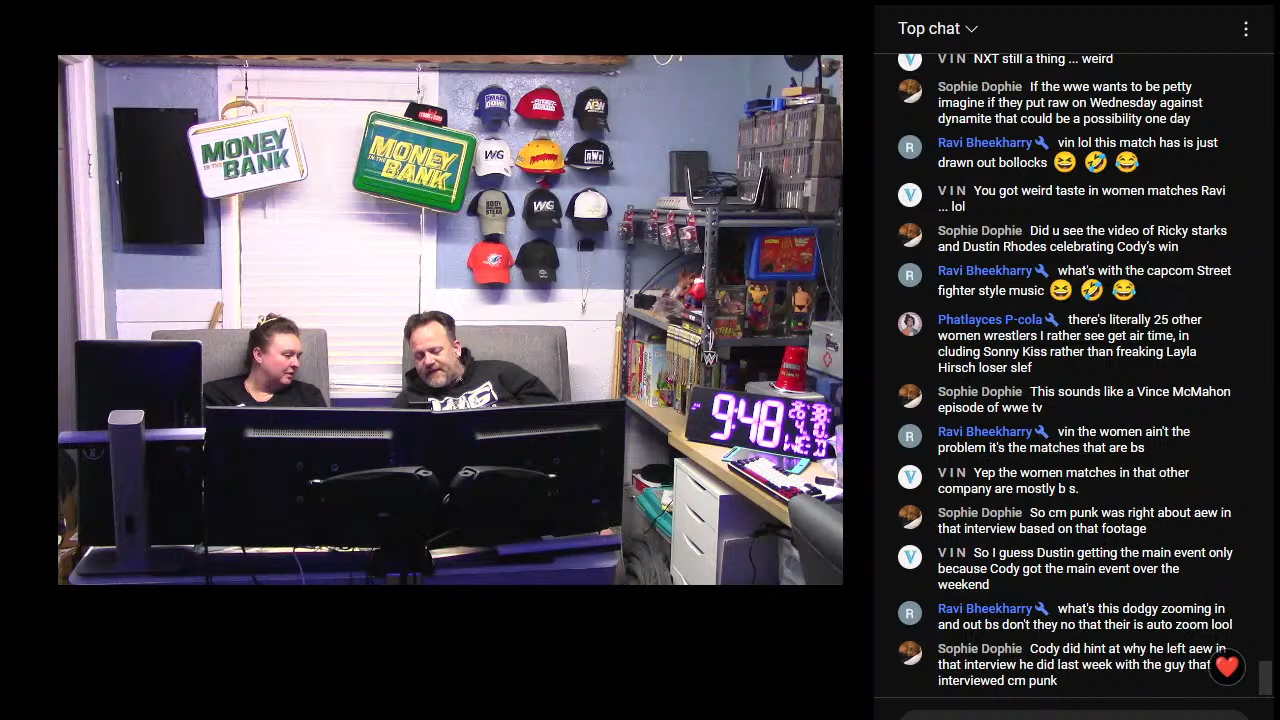 MONEY
IN THE
BANK
MONEY
IN THE
BANK
SMACK
DOWN
W/G
nWo
W/G
9:48
Top chat
V I N NXT still a thing ... weird
Sophie Dophie If the wwe wants to be petty
imagine if they put raw on Wednesday against
dynamite that could be a possibility one day
Ravi Bheekharry vin lol this match has is just
drawn out bollocks 😆 🤣 😂
V I N You got weird taste in women matches Ravi
... lol
Sophie Dophie Did u see the video of Ricky starks
and Dustin Rhodes celebrating Cody's win
R
Ravi Bheekharry what's with the capcom Street
fighter style music 😆 🤣 😂
Phatlayces P-cola there's literally 25 other
women wrestlers I rather see get air time, in
cluding Sonny Kiss rather than freaking Layla
Hirsch loser slef
Sophie Dophie This sounds like a Vince McMahon
episode of wwe tv
Ravi Bheekharry vin the women ain't the
problem it's the matches that are bs
V I N Yep the women matches in that other
company are mostly b s.
Sophie Dophie So cm punk was right about aew in
that interview based on that footage
V I N So I guess Dustin getting the main event only
because Cody got the main event over the
weekend
Ravi Bheekharry what's this dodgy zooming in
and out bs don't they no that their is auto zoom lool
Sophie Dophie Cody did hint at why he left aew in
that interview he did last week with the guy that
interviewed cm punk